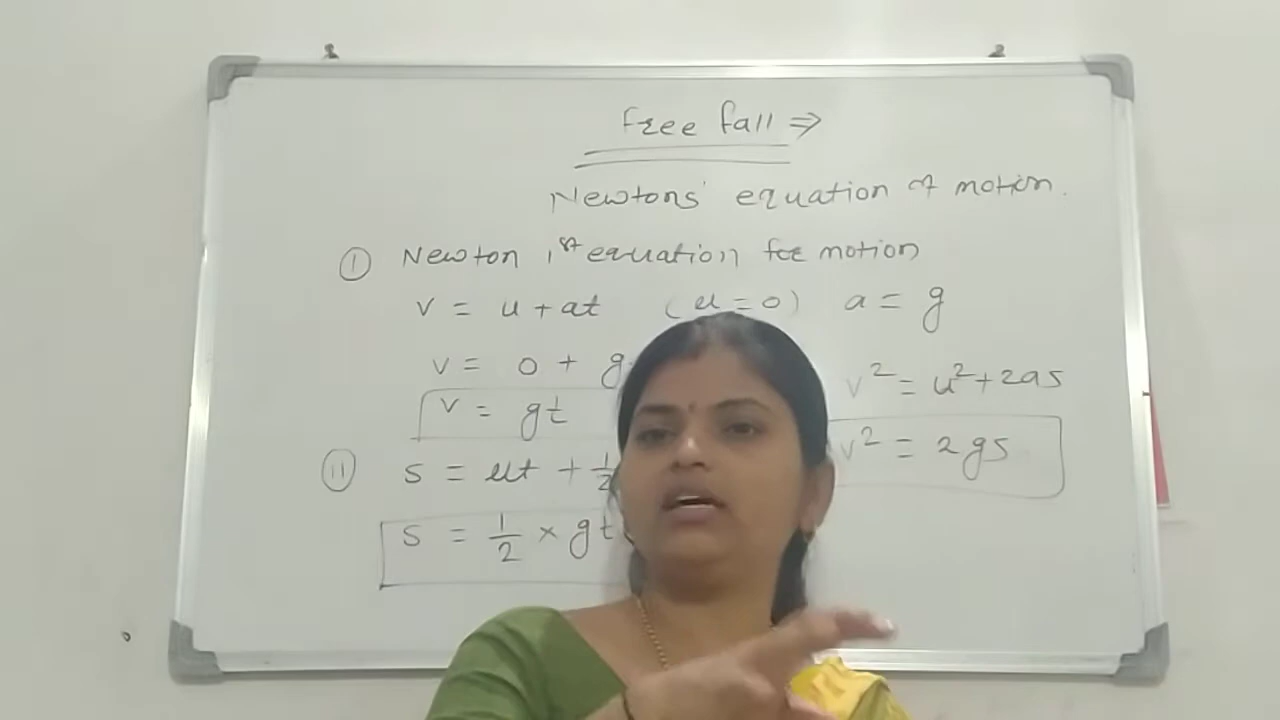 Free fall ⇒
Newtons' equation of motion.
① Newton 1st equation for motion
v = u + at (u = 0) a = g
v = 0 + g
v = gt
v² = u² + 2as
v² = 2gs
(II) s = ut + 1/2
s = 1/2 × gt